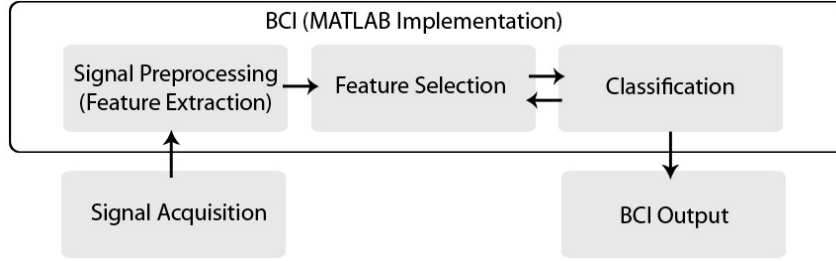 BCI (MATLAB Implementation)
Signal Preprocessing
(Feature Extraction)
Feature Selection
Classification
Signal Acquisition
BCI Output